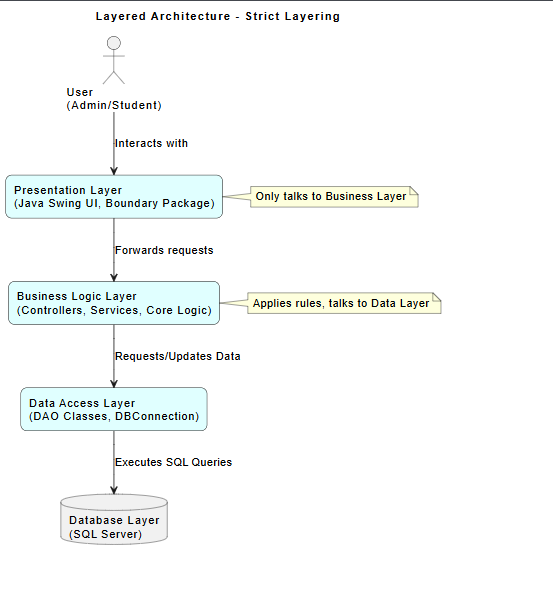 Layered Architecture - Strict Layering
User
(Admin/Student)
Interacts with
Presentation Layer
(Java Swing UI, Boundary Package)
Only talks to Business Layer
Forwards requests
Business Logic Layer
(Controllers, Services, Core Logic)
Applies rules, talks to Data Layer
Requests/Updates Data
Data Access Layer
(DAO Classes, DBConnection)
Executes SQL Queries
Database Layer
(SQL Server)